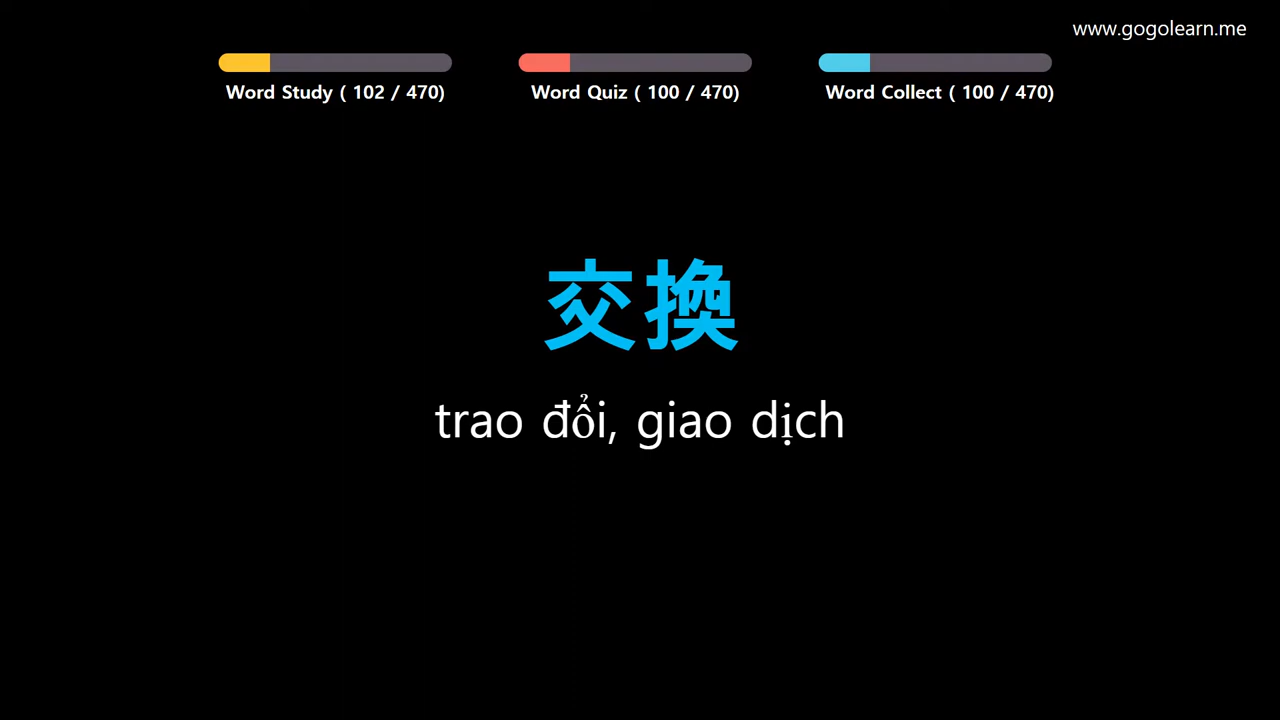 www.gogolearn.me
Word Study ( 102 / 470)
Word Quiz ( 100 / 470)
Word Collect ( 100 / 470)
交換
trao đổi, giao dịch